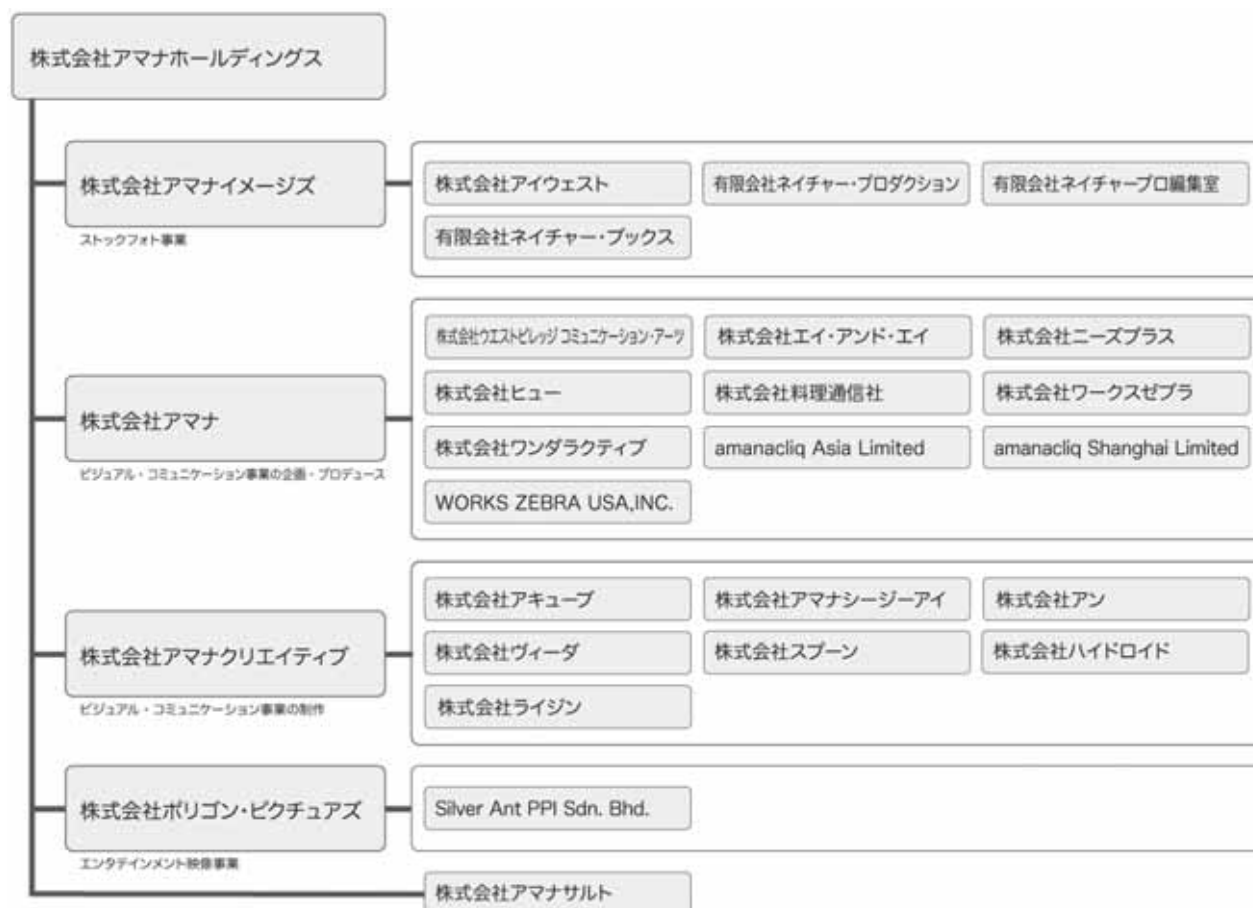 株式会社アマナホールディングス
株式会社アマナイメージズ
ストックフォト事業
株式会社アイウェスト
有限会社ネイチャー・プロダクション
有限会社ネイチャープロ編集室
有限会社ネイチャー・ブックス
株式会社アマナ
ビジュアル・コミュニケーション事業の企画・プロデュース
株式会社ウエストビレッジ コミュニケーション・アーツ
株式会社エイ・アンド・エイ
株式会社ニーズプラス
株式会社ヒュー
株式会社料理通信社
株式会社ワークスゼブラ
株式会社ワンダラクティブ
amanacliq Asia Limited
amanacliq Shanghai Limited
WORKS ZEBRA USA,INC.
株式会社アマナクリエイティブ
ビジュアル・コミュニケーション事業の制作
株式会社アキューブ
株式会社アマナシージーアイ
株式会社アン
株式会社ヴィーダ
株式会社スプーン
株式会社ハイドロイド
株式会社ライジン
株式会社ポリゴン・ピクチュアズ
エンタテインメント映像事業
Silver Ant PPI Sdn. Bhd.
株式会社アマナサルト